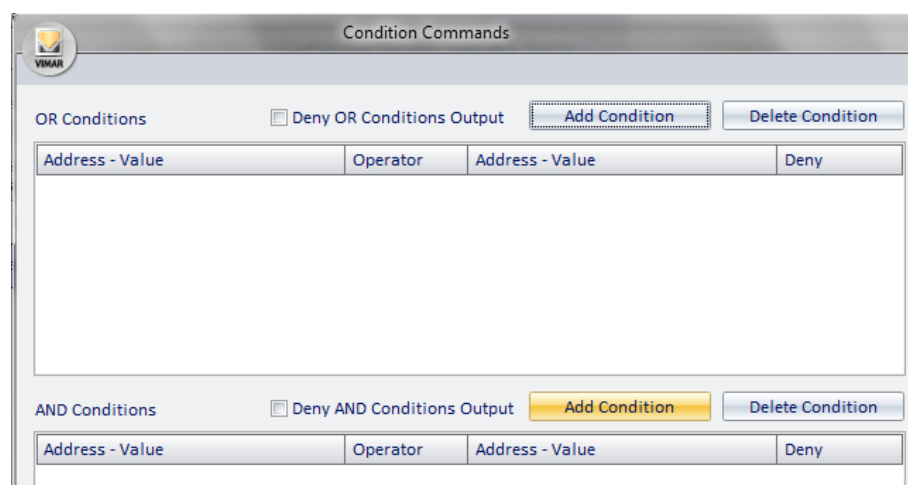 Condition Commands
VIMAR
OR Conditions Deny OR Conditions Output Add Condition Delete Condition
Address - Value Operator Address - Value Deny
AND Conditions Deny AND Conditions Output Add Condition Delete Condition
Address - Value Operator Address - Value Deny